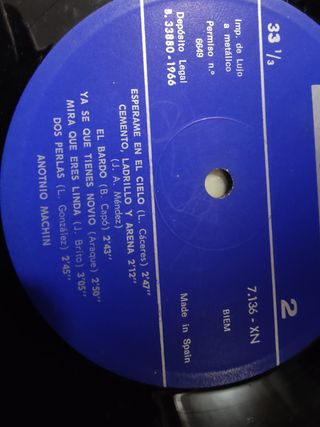 33 1/3
Imp. de Lujo
a metálico
Permiso n.º
6649
Depósito Legal
B. 33880-1966
2
7.136 - XN
BIEM
Made in Spain
ESPERAME EN EL CIELO (L. Cáceres) 2'47''
CEMENTO, LADRILLO Y ARENA 2'12''
(J. A. Méndez)
EL BARDO (B. Capó) 2'43''
YA SE QUE TIENES NOVIO (Araque) 2'50''
MIRA QUE ERES LINDA (J. Brito) 3'05''
DOS PERLAS (L. González) 2'45''
ANOTNIO MACHIN